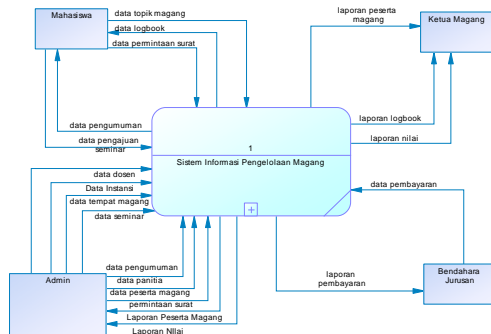 Mahasiswa
data topik magang
data logbook
data permintaan surat
laporan peserta
magang
Ketua Magang
data pengumuman
data pengajuan
seminar
laporan logbook
laporan nilai
1
Sistem Informasi Pengelolaan Magang
data dosen
Data Instansi
data tempat magang
data seminar
data pembayaran
Admin
data pengumuman
data panitia
data peserta magang
permintaan surat
Laporan Peserta Magang
Laporan NIlai
laporan
pembayaran
Bendahara
Jurusan